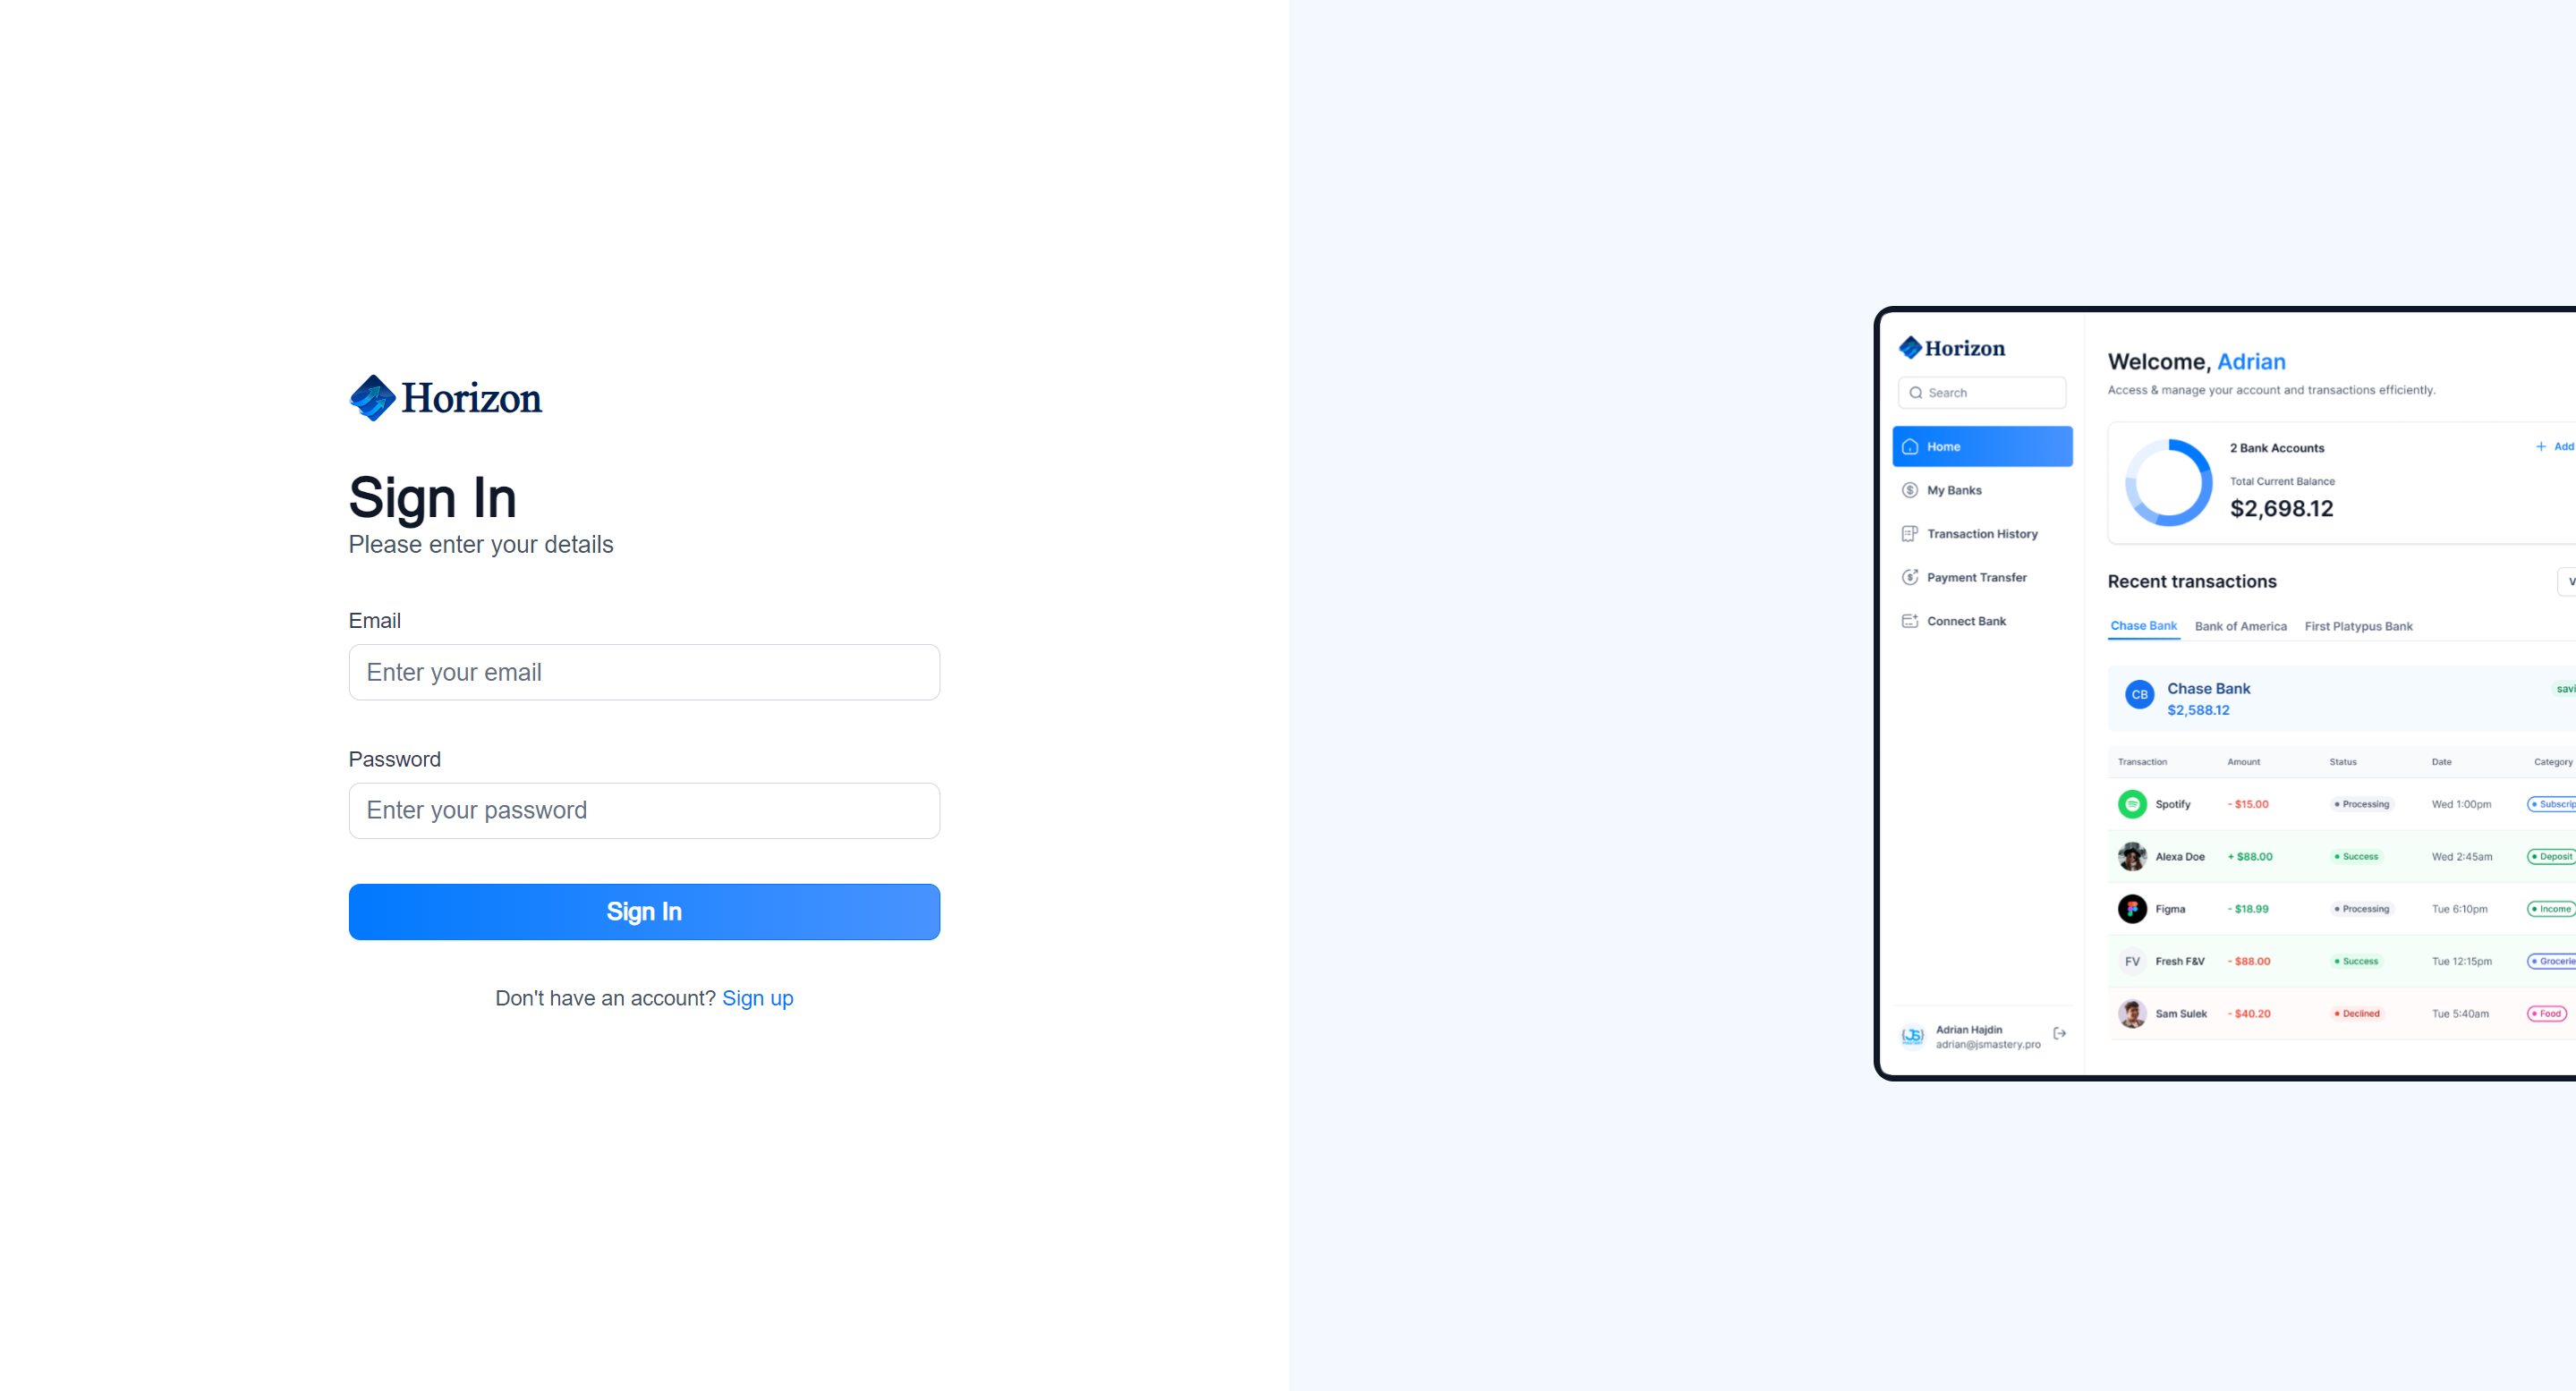 Horizon
Sign In
Please enter your details
Email
Enter your email
Password
Enter your password
Sign In
Don't have an account? Sign up
Horizon
Search
Home
My Banks
Transaction History
Payment Transfer
Connect Bank
Adrian Hajdin
adrian@jsmastery.pro
Welcome, Adrian
Access & manage your account and transactions efficiently.
2 Bank Accounts
+ Add
Total Current Balance
$2,698.12
Recent transactions
Chase Bank Bank of America First Platypus Bank
CB Chase Bank
$2,588.12
Transaction Amount Status Date Category
Spotify - $15.00 Processing Wed 1:00pm
Alexa Doe + $88.00 Success Wed 2:45am Deposit
Figma - $18.99 Processing Tue 6:10pm Income
FV Fresh F&V - $88.00 Success Tue 12:15pm
Sam Sulek - $40.20 Declined Tue 5:40am Food